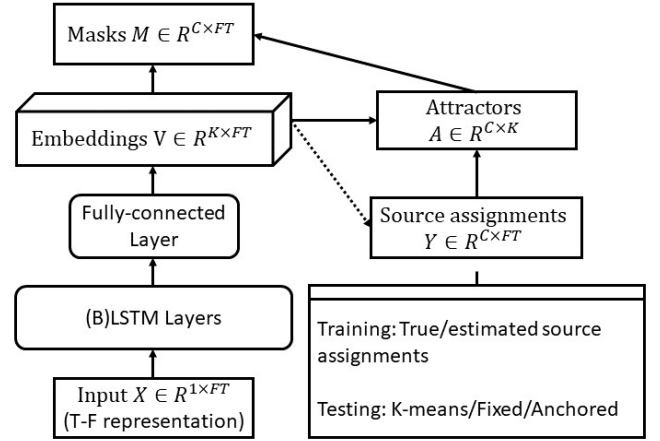 Masks M ∈ R^{C×FT}
Embeddings V ∈ R^{K×FT}
Fully-connected
Layer
(B)LSTM Layers
Input X ∈ R^{1×FT}
(T-F representation)
Attractors
A ∈ R^{C×K}
Source assignments
Y ∈ R^{C×FT}
Training: True/estimated source
assignments
Testing: K-means/Fixed/Anchored